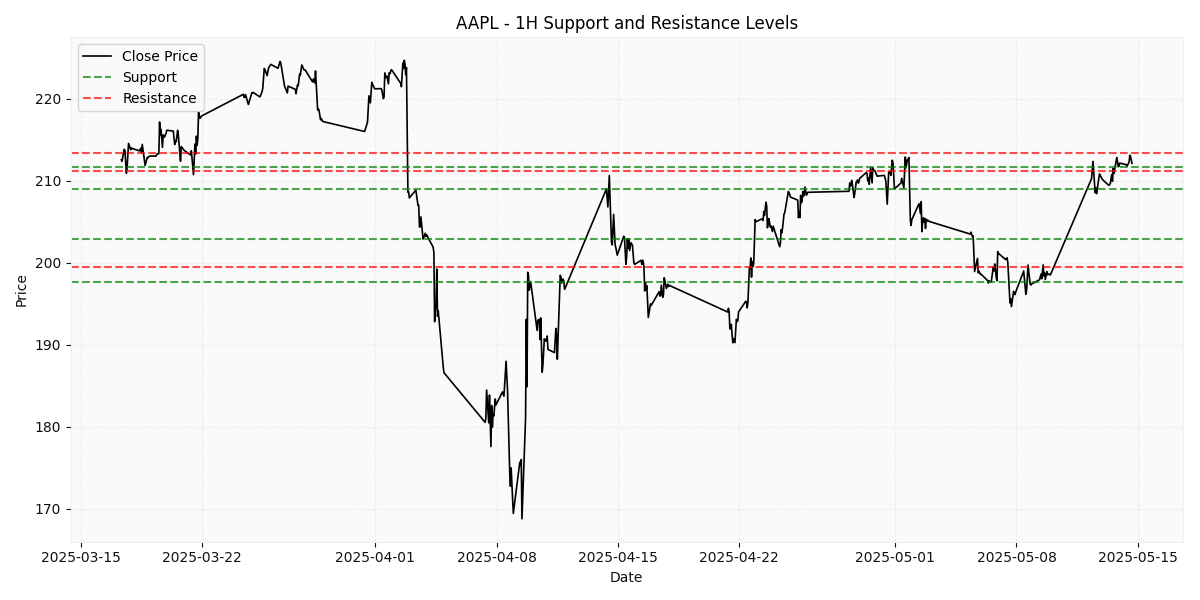 AAPL - 1H Support and Resistance Levels
Close Price
Support
Resistance
Price
220
210
200
190
180
170
2025-03-15 2025-03-22 2025-04-01 2025-04-08 2025-04-15 2025-04-22 2025-05-01 2025-05-08 2025-05-15
Date